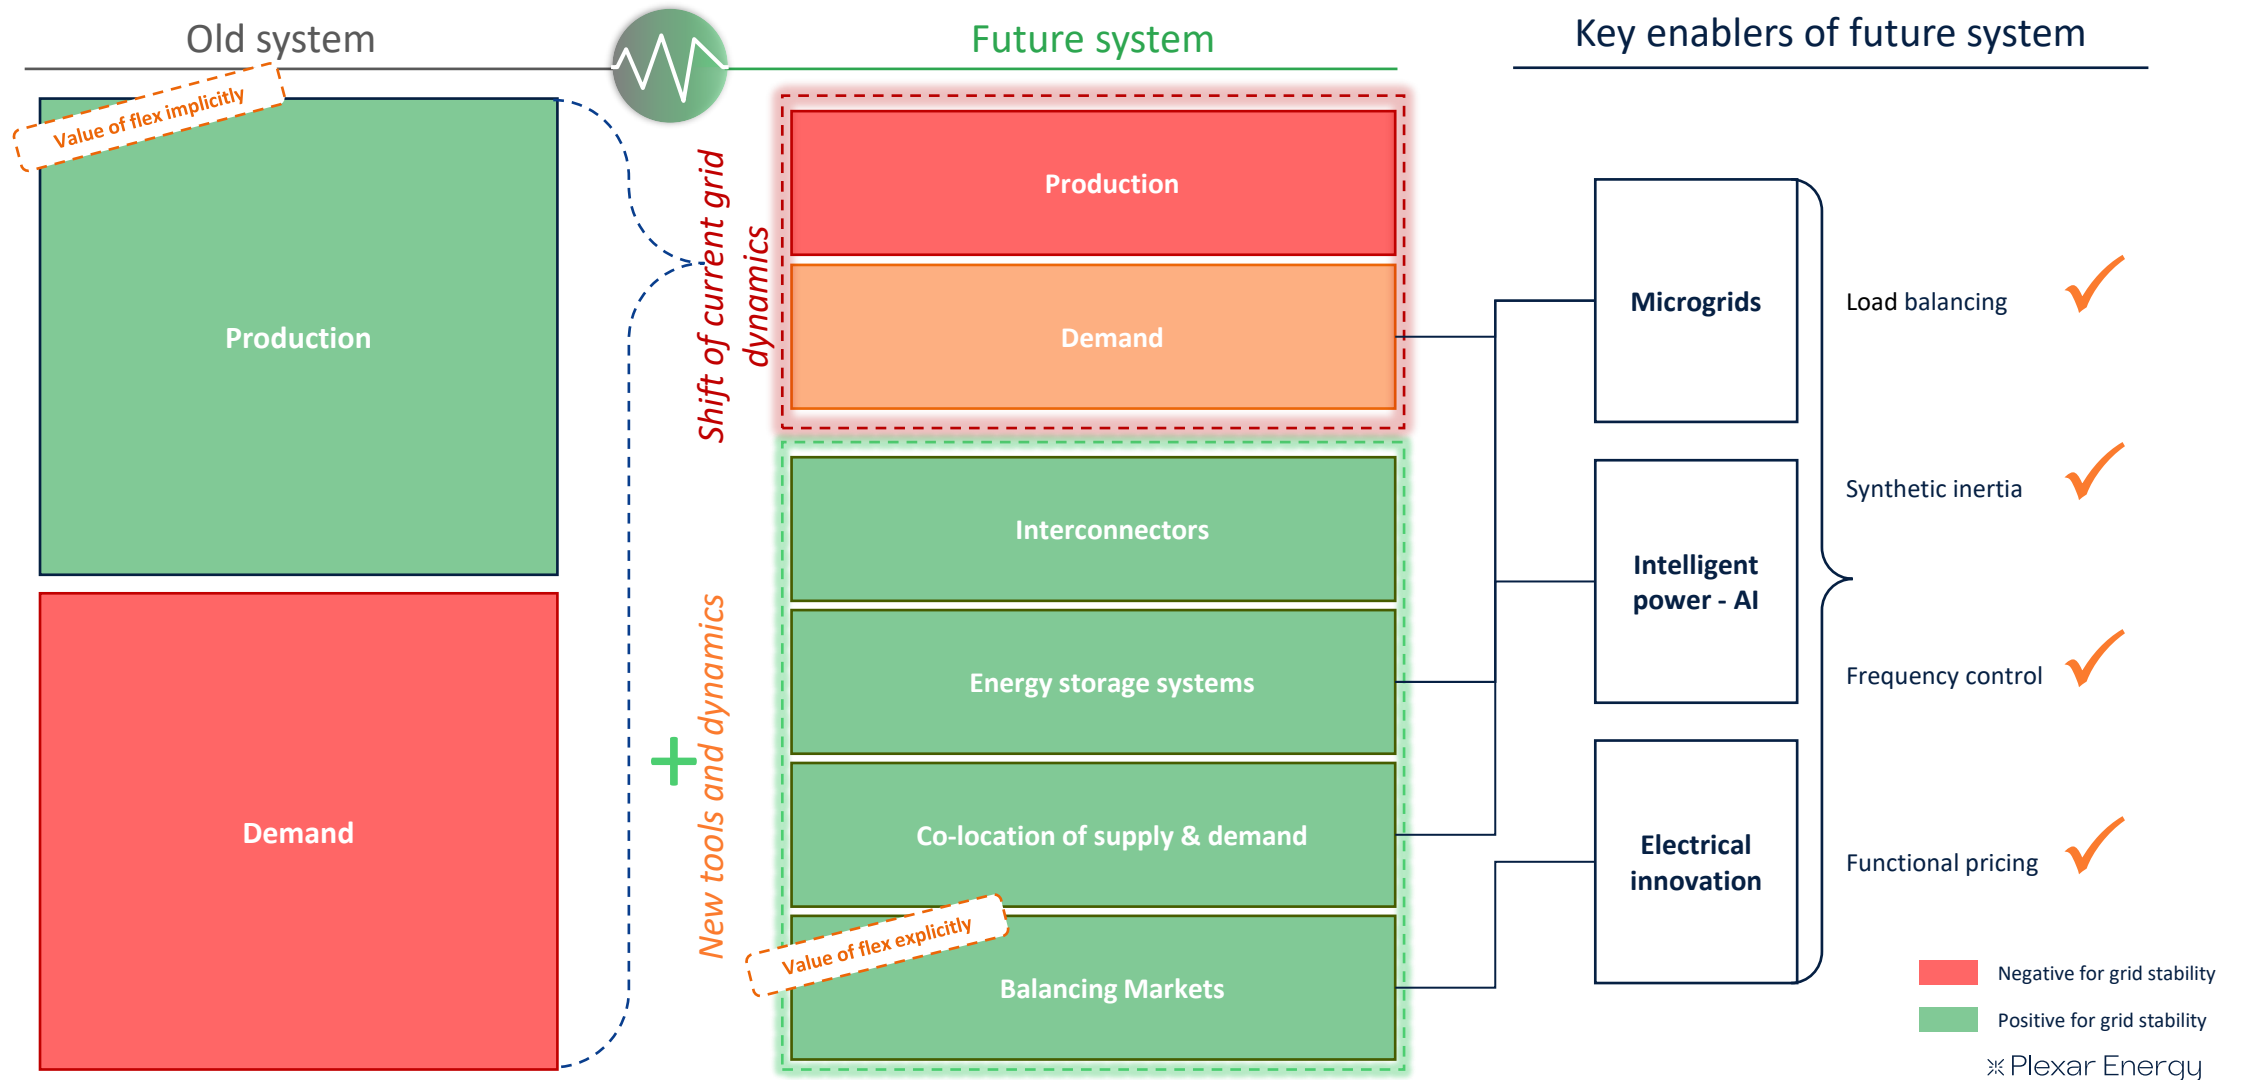 Old system
Future system
Key enablers of future system
Value of flex implicitly
Production
Demand
Shift of current grid
dynamics
+
New tools and dynamics
Production
Demand
Interconnectors
Energy storage systems
Co-location of supply & demand
Value of flex explicitly
Balancing Markets
Microgrids
Intelligent
power - AI
Electrical
innovation
Load balancing
Synthetic inertia
Frequency control
Functional pricing
Negative for grid stability
Positive for grid stability
Plexar Energy